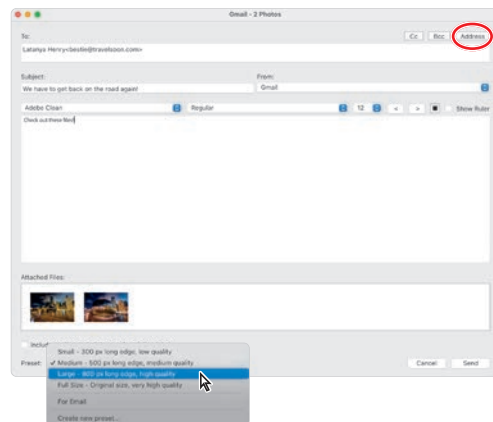 Gmail - 2 Photos
To:
Cc Bcc Address
Latanya Henry<bestie@travelsoon.com>
Subject: From:
We have to get back on the road again! Gmail
Adobe Clean Regular 12 < > Show Ruler
Check out these files!
Attached Files:
Includ
Preset: ✓ Medium - 500 px long edge, medium quality Cancel Send
Small - 300 px long edge, low quality
Large - 800 px long edge, high quality
Full Size - Original size, very high quality
For Email
Create new preset...